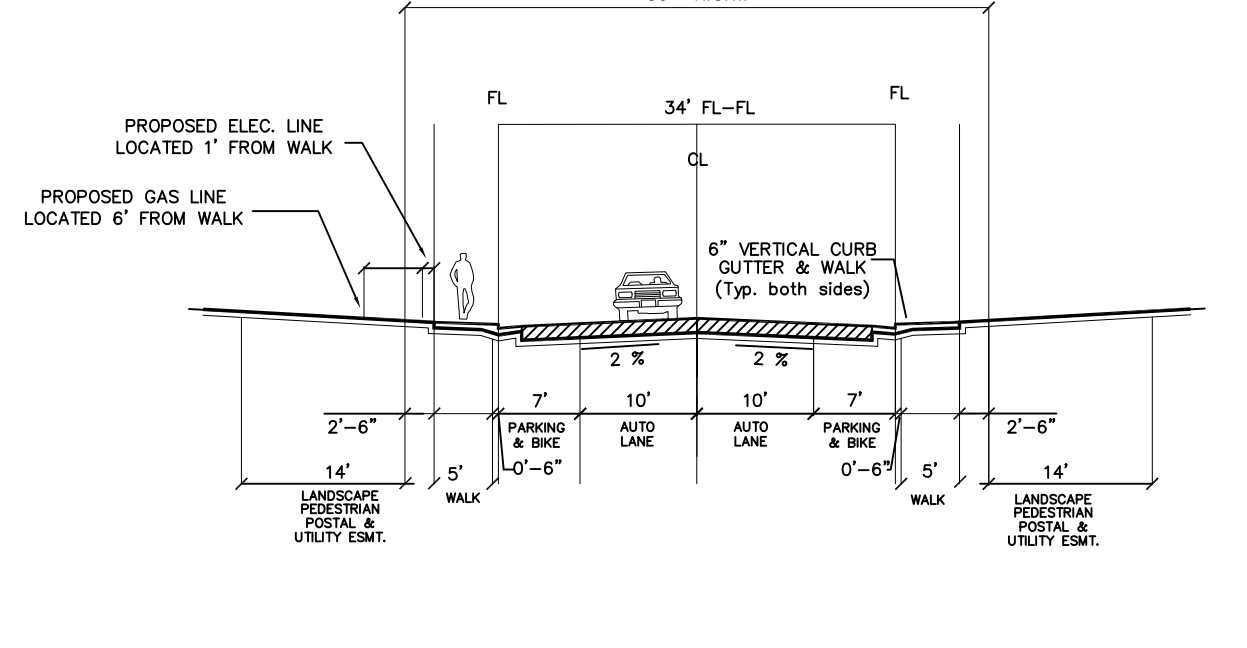 FL
FL
34' FL-FL
PROPOSED ELEC. LINE
LOCATED 1' FROM WALK
CL
PROPOSED GAS LINE
LOCATED 6' FROM WALK
6" VERTICAL CURB
GUTTER & WALK
(Typ. both sides)
2 %
2 %
7'
10'
10'
7'
2'-6"
PARKING
& BIKE
AUTO
LANE
AUTO
LANE
PARKING
& BIKE
2'-6"
0'-6"
0'-6"
14'
5'
5'
14'
LANDSCAPE
PEDESTRIAN
POSTAL &
UTILITY ESMT.
WALK
WALK
LANDSCAPE
PEDESTRIAN
POSTAL &
UTILITY ESMT.